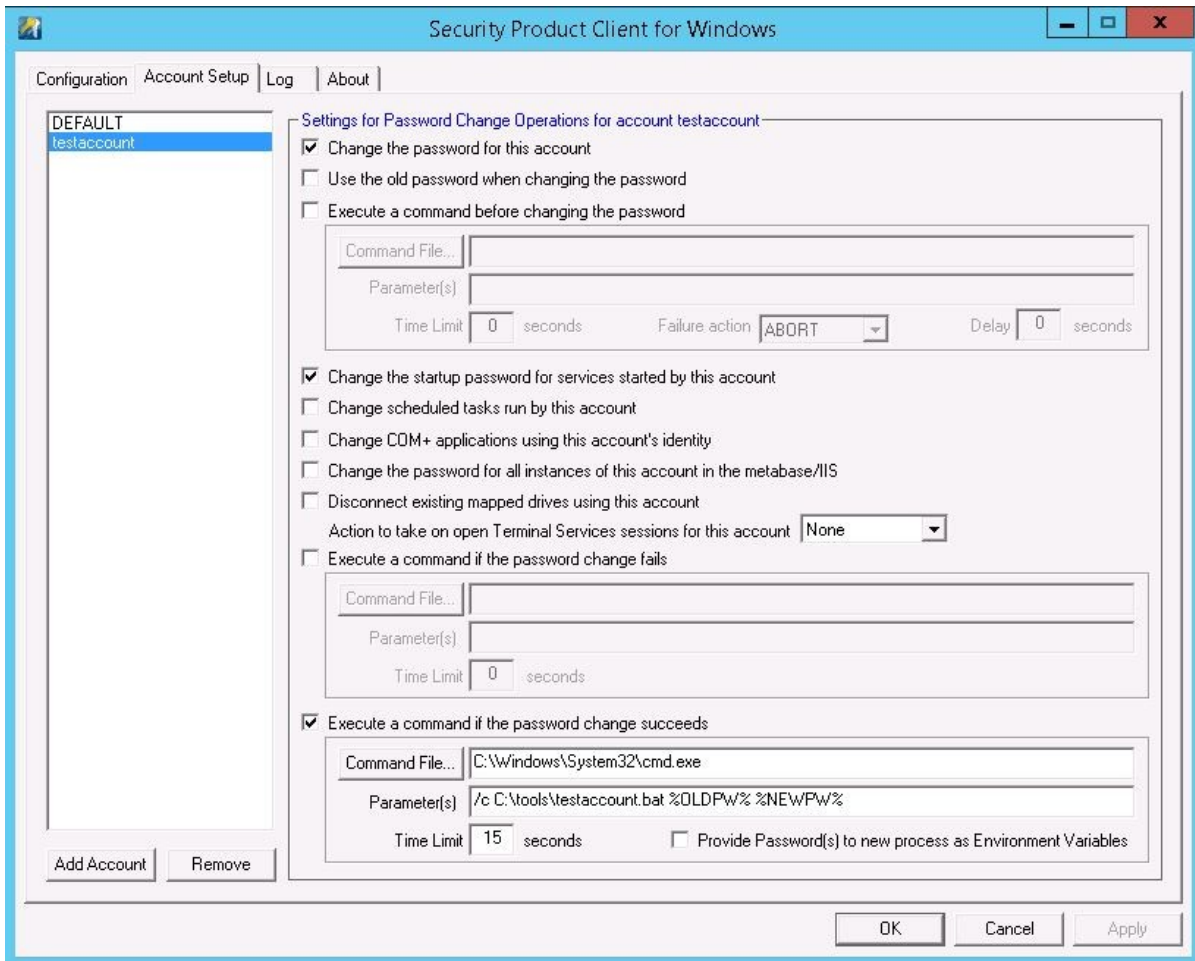 Security Product Client for Windows
Configuration Account Setup Log About
DEFAULT
testaccount
Settings for Password Change Operations for account testaccount
Change the password for this account
Use the old password when changing the password
Execute a command before changing the password
Command File...
Parameter(s)
Time Limit 0 seconds Failure action ABORT Delay 0 seconds
Change the startup password for services started by this account
Change scheduled tasks run by this account
Change COM+ applications using this account's identity
Change the password for all instances of this account in the metabase/IIS
Disconnect existing mapped drives using this account
Action to take on open Terminal Services sessions for this account None
Execute a command if the password change fails
Command File...
Parameter(s)
Time Limit 0 seconds
Execute a command if the password change succeeds
Command File... C:\Windows\System32\cmd.exe
Parameter(s) /c C:\tools\testaccount.bat %OLDPW% %NEWPW%
Time Limit 15 seconds Provide Password(s) to new process as Environment Variables
Add Account Remove
OK Cancel Apply